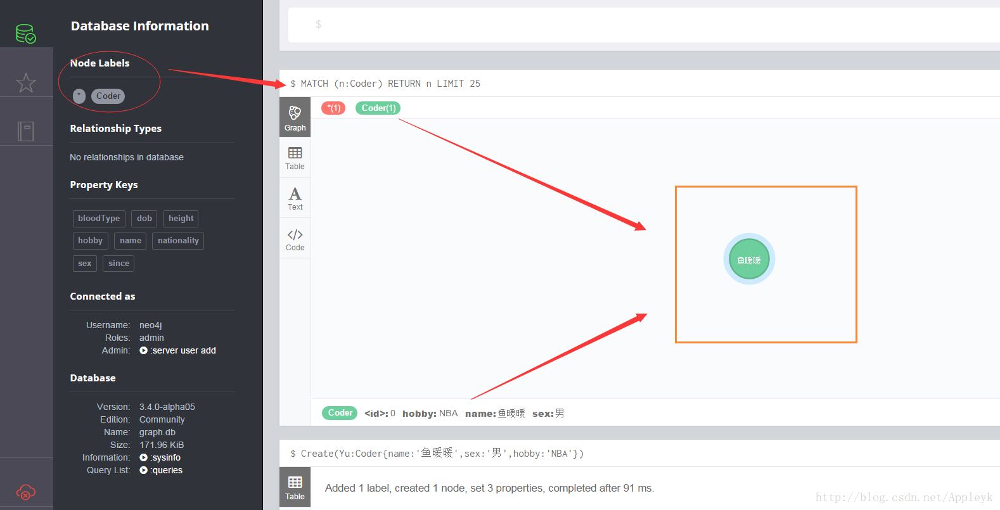 Database Information
Node Labels
* Coder
Relationship Types
No relationships in database
Property Keys
bloodType dob height
hobby name nationality
sex since
Connected as
Username: neo4j
Roles: admin
Admin: :server user add
Database
Version: 3.4.0-alpha05
Edition: Community
Name: graph.db
Size: 171.96 KiB
Information: :sysinfo
Query List: :queries
$
$ MATCH (n:Coder) RETURN n LIMIT 25
*(1) Coder(1)
Graph
Table
A
Text
</>
Code
鱼暖暖
Coder <id>: 0 hobby: NBA name: 鱼暖暖 sex: 男
$ Create(Yu:Coder{name:'鱼暖暖',sex:'男',hobby:'NBA'})
Table
Added 1 label, created 1 node, set 3 properties, completed after 91 ms.
http://blog.csdn.net/Appleyk